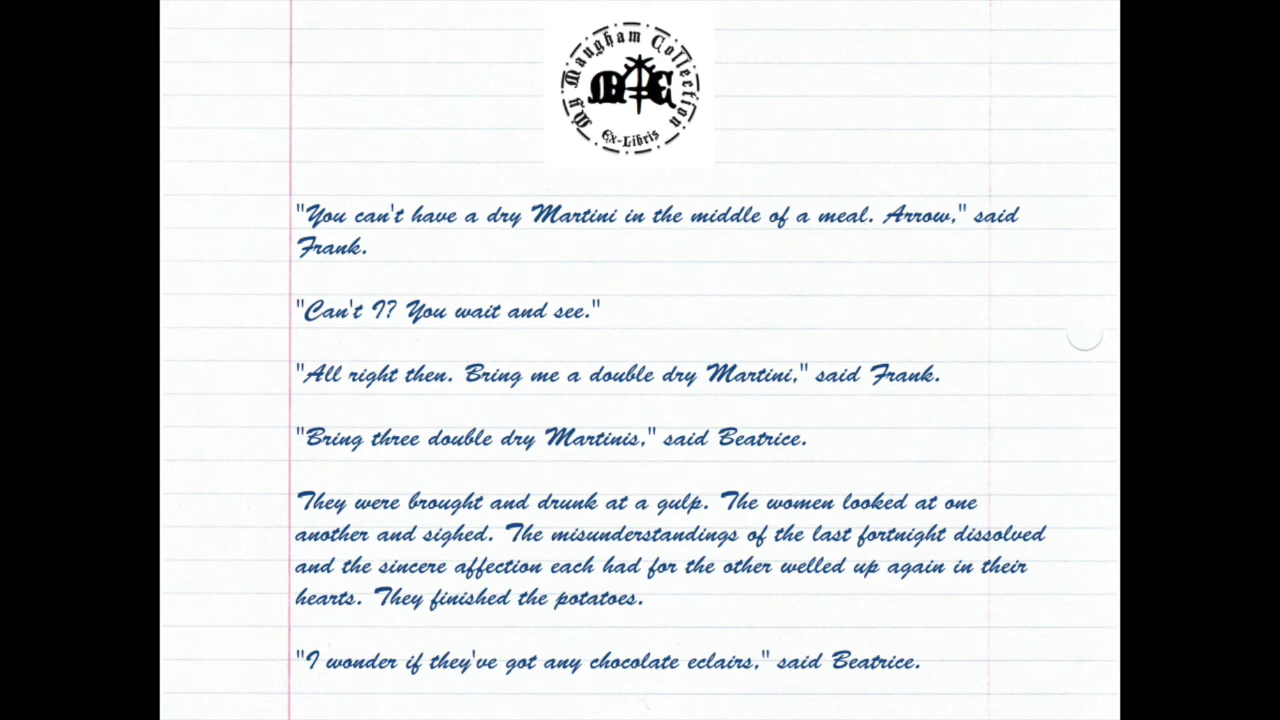 My Maugham Collection
M C
Ex-Libris
"You can't have a dry Martini in the middle of a meal. Arrow," said
Frank.
"Can't I? You wait and see."
"All right then. Bring me a double dry Martini," said Frank.
"Bring three double dry Martinis," said Beatrice.
They were brought and drunk at a gulp. The women looked at one
another and sighed. The misunderstandings of the last fortnight dissolved
and the sincere affection each had for the other welled up again in their
hearts. They finished the potatoes.
"I wonder if they've got any chocolate eclairs," said Beatrice.